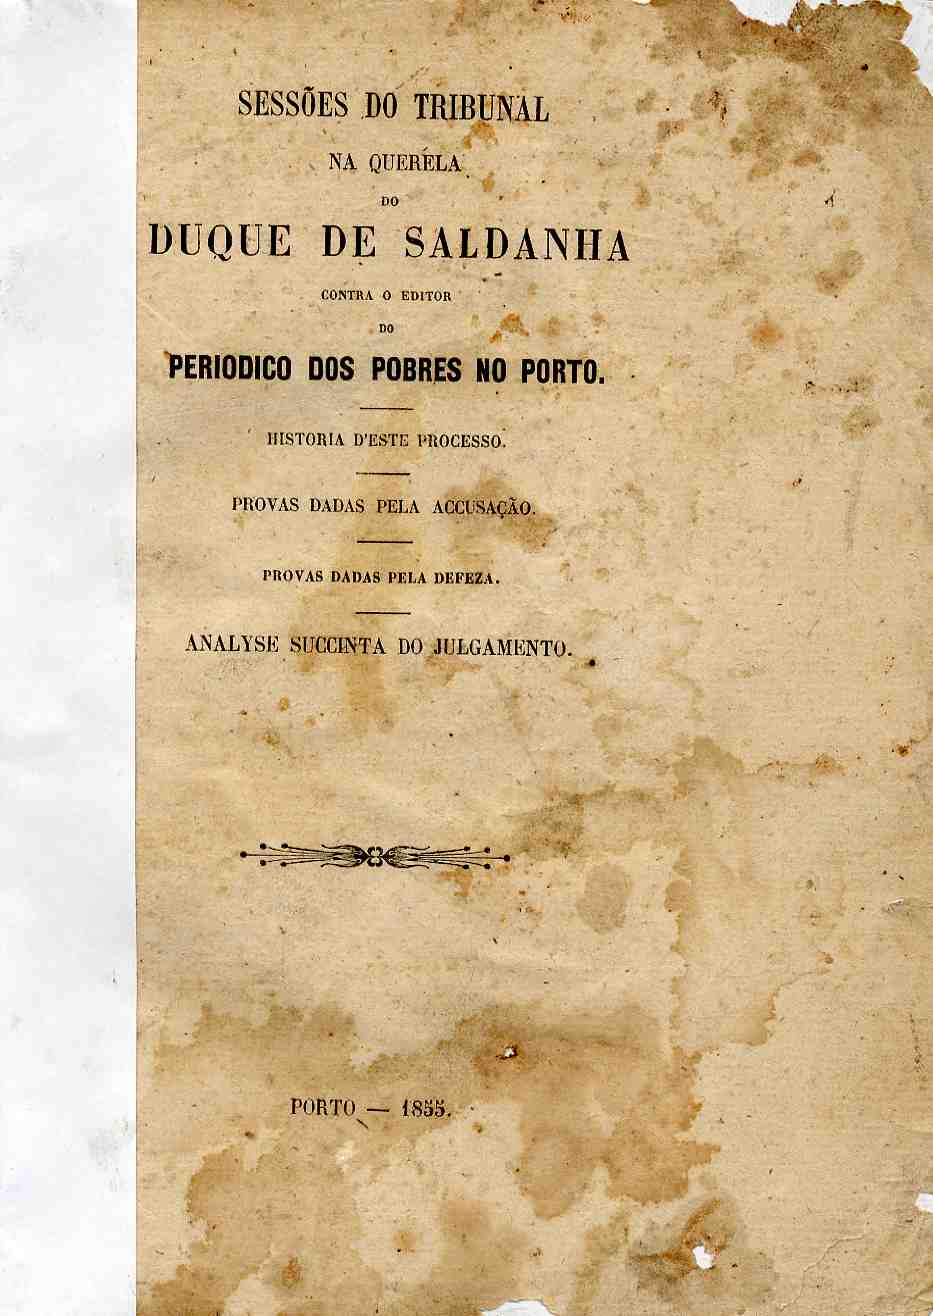 SESSÕES DO TRIBUNAL
NA QUERÉLA
DO
DUQUE DE SALDANHA
CONTRA O EDITOR
DO
PERIODICO DOS POBRES NO PORTO.
HISTORIA D'ESTE PROCESSO.
PROVAS DADAS PELA ACCUSAÇÃO.
PROVAS DADAS PELA DEFEZA.
ANALYSE SUCCINTA DO JULGAMENTO.
PORTO — 1855.